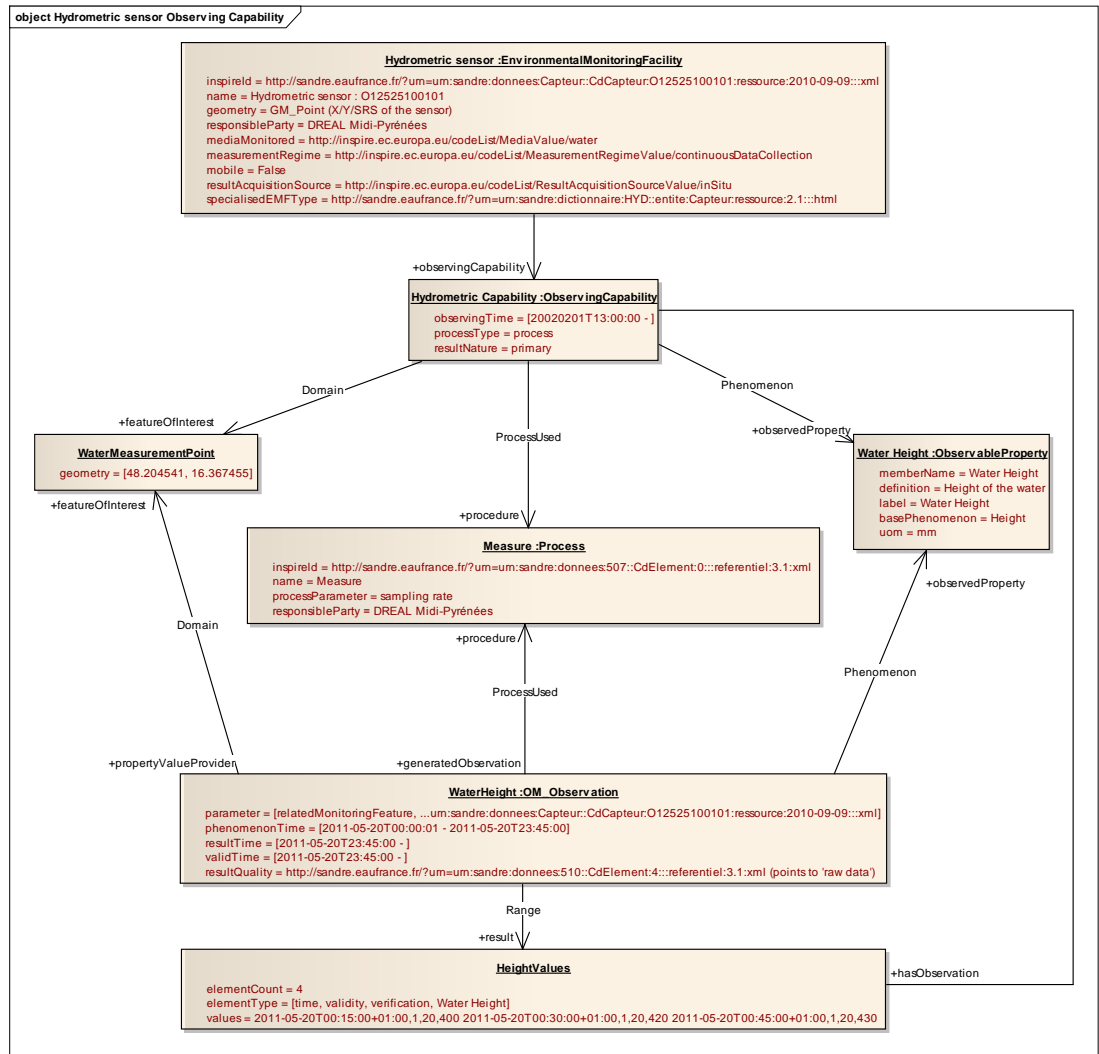 object Hydrometric sensor Observing Capability
Hydrometric sensor :EnvironmentalMonitoringFacility
inspireId = http://sandre.eaufrance.fr/?urn=urn:sandre:donnees:Capteur::CdCapteur:O12525100101:ressource:2010-09-09:::xml
name = Hydrometric sensor : O12525100101
geometry = GM_Point (X/Y/SRS of the sensor)
responsibleParty = DREAL Midi-Pyrénées
mediaMonitored = http://inspire.ec.europa.eu/codeList/MediaValue/water
measurementRegime = http://inspire.ec.europa.eu/codeList/MeasurementRegimeValue/continuousDataCollection
mobile = False
resultAcquisitionSource = http://inspire.ec.europa.eu/codeList/ResultAcquisitionSourceValue/inSitu
specialisedEMFType = http://sandre.eaufrance.fr/?urn=urn:sandre:dictionnaire:HYD::entite:Capteur:ressource:2.1:::html
+observingCapability
Hydrometric Capability :ObservingCapability
observingTime = [20020201T13:00:00 - ]
processType = process
resultNature = primary
Domain
Phenomenon
+featureOfInterest
ProcessUsed
+observedProperty
WaterMeasurementPoint
geometry = [48.204541, 16.367455]
Water Height :ObservableProperty
memberName = Water Height
definition = Height of the water
label = Water Height
basePhenomenon = Height
uom = mm
+featureOfInterest
+procedure
Measure :Process
inspireId = http://sandre.eaufrance.fr/?urn=urn:sandre:donnees:507::CdElement:0:::referentiel:3.1:xml
name = Measure
processParameter = sampling rate
responsibleParty = DREAL Midi-Pyrénées
+observedProperty
Domain
+procedure
Phenomenon
ProcessUsed
+propertyValueProvider
+generatedObservation
WaterHeight :OM_Observation
parameter = [relatedMonitoringFeature, ...urn:sandre:donnees:Capteur::CdCapteur:O12525100101:ressource:2010-09-09:::xml]
phenomenonTime = [2011-05-20T00:00:01 - 2011-05-20T23:45:00]
resultTime = [2011-05-20T23:45:00 - ]
validTime = [2011-05-20T23:45:00 - ]
resultQuality = http://sandre.eaufrance.fr/?urn=urn:sandre:donnees:510::CdElement:4:::referentiel:3.1:xml (points to 'raw data')
Range
+result
HeightValues
elementCount = 4
elementType = [time, validity, verification, Water Height]
values = 2011-05-20T00:15:00+01:00,1,20,400 2011-05-20T00:30:00+01:00,1,20,420 2011-05-20T00:45:00+01:00,1,20,430
+hasObservation